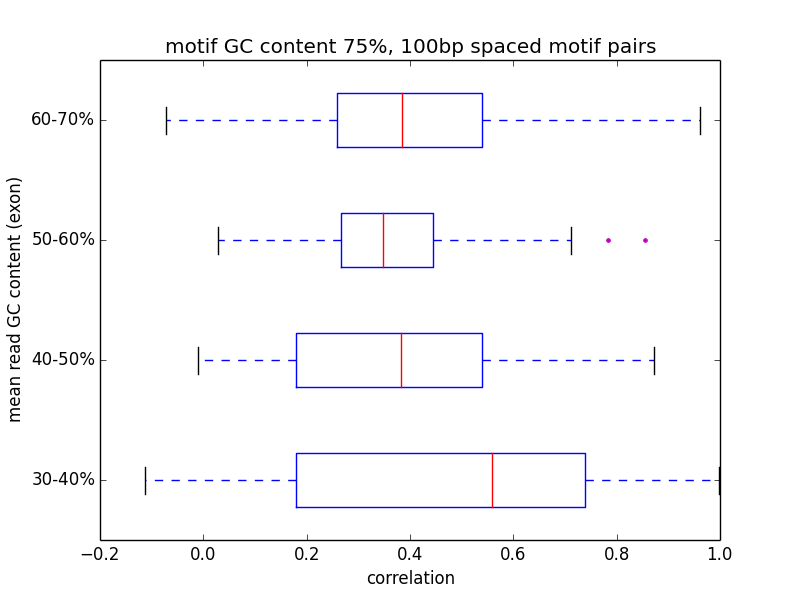 motif GC content 75%, 100bp spaced motif pairs
mean read GC content (exon)
60-70%
50-60%
40-50%
30-40%
−0.2 0.0 0.2 0.4 0.6 0.8 1.0
correlation